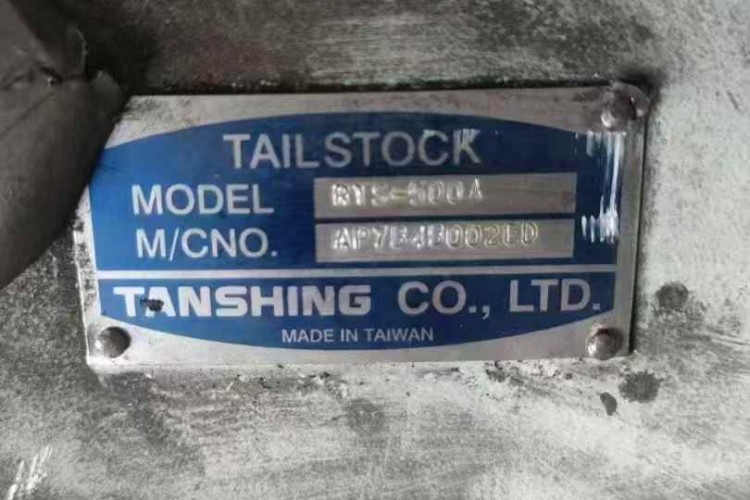 TAILSTOCK
MODEL RYS-500A
M/CNO.
TANSHING CO., LTD.
MADE IN TAIWAN